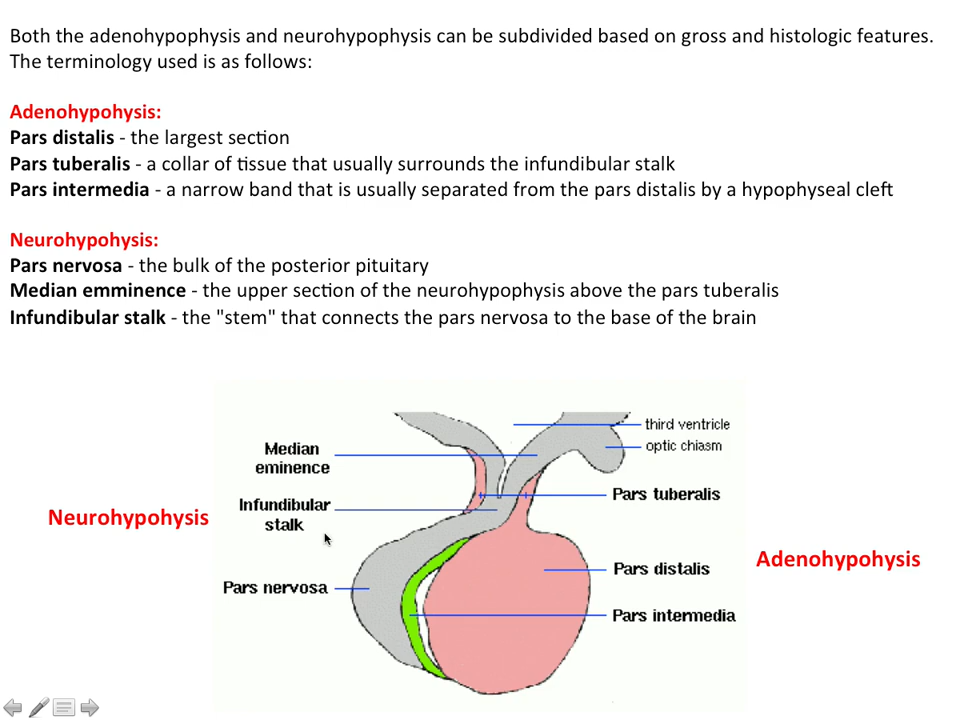 Both the adenohypophysis and neurohypophysis can be subdivided based on gross and histologic features.
The terminology used is as follows:
Adenohypohysis:
Pars distalis - the largest section
Pars tuberalis - a collar of tissue that usually surrounds the infundibular stalk
Pars intermedia - a narrow band that is usually separated from the pars distalis by a hypophyseal cleft
Neurohypohysis:
Pars nervosa - the bulk of the posterior pituitary
Median emminence - the upper section of the neurohypophysis above the pars tuberalis
Infundibular stalk - the "stem" that connects the pars nervosa to the base of the brain
third ventricle
optic chiasm
Median
eminence
Pars tuberalis
Infundibular
stalk
Neurohypohysis
Adenohypohysis
Pars distalis
Pars nervosa
Pars intermedia